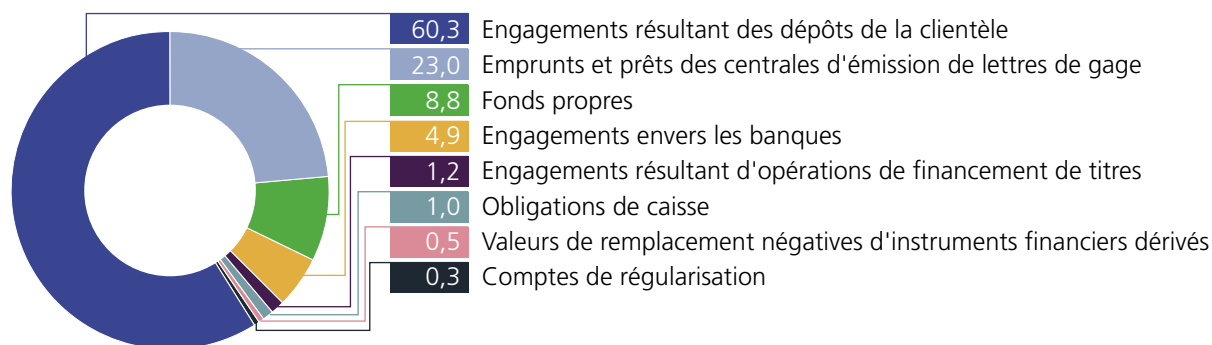 60,3 Engagements résultant des dépôts de la clientèle
23,0 Emprunts et prêts des centrales d'émission de lettres de gage
8,8 Fonds propres
4,9 Engagements envers les banques
1,2 Engagements résultant d'opérations de financement de titres
1,0 Obligations de caisse
0,5 Valeurs de remplacement négatives d'instruments financiers dérivés
0,3 Comptes de régularisation